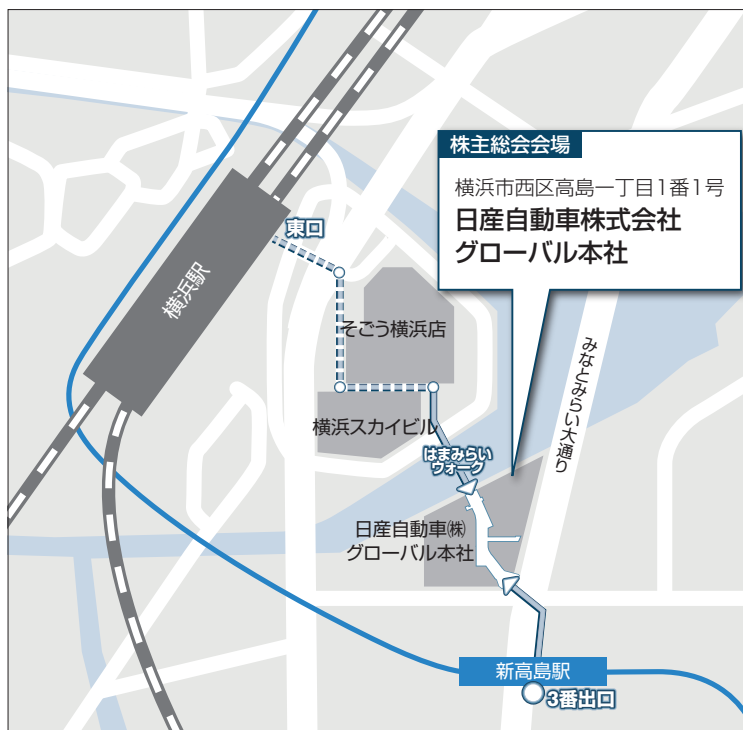 株主総会会場
横浜市西区高島一丁目1番1号
日産自動車株式会社
グローバル本社
東口
横浜駅
そごう横浜店
みなとみらい大通り
横浜スカイビル
はまみらい
ウォーク
日産自動車㈱
グローバル本社
新高島駅
3番出口